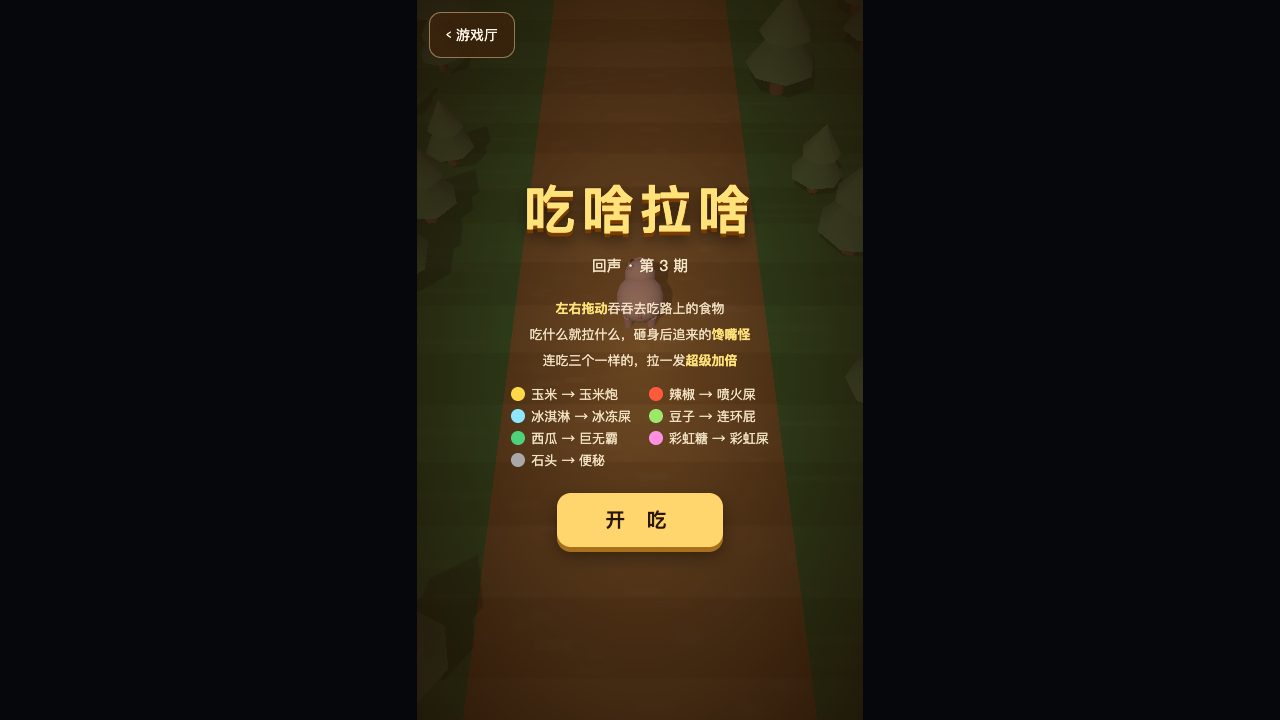 < 游戏厅
吃啥拉啥
回声 · 第 3 期
左右拖动吞吞去吃路上的食物
吃什么就拉什么，砸身后追来的馋嘴怪
连吃三个一样的，拉一发超级加倍
玉米 → 玉米炮
辣椒 → 喷火屎
冰淇淋 → 冰冻屎
豆子 → 连环屁
西瓜 → 巨无霸
彩虹糖 → 彩虹屎
石头 → 便秘
开 吃